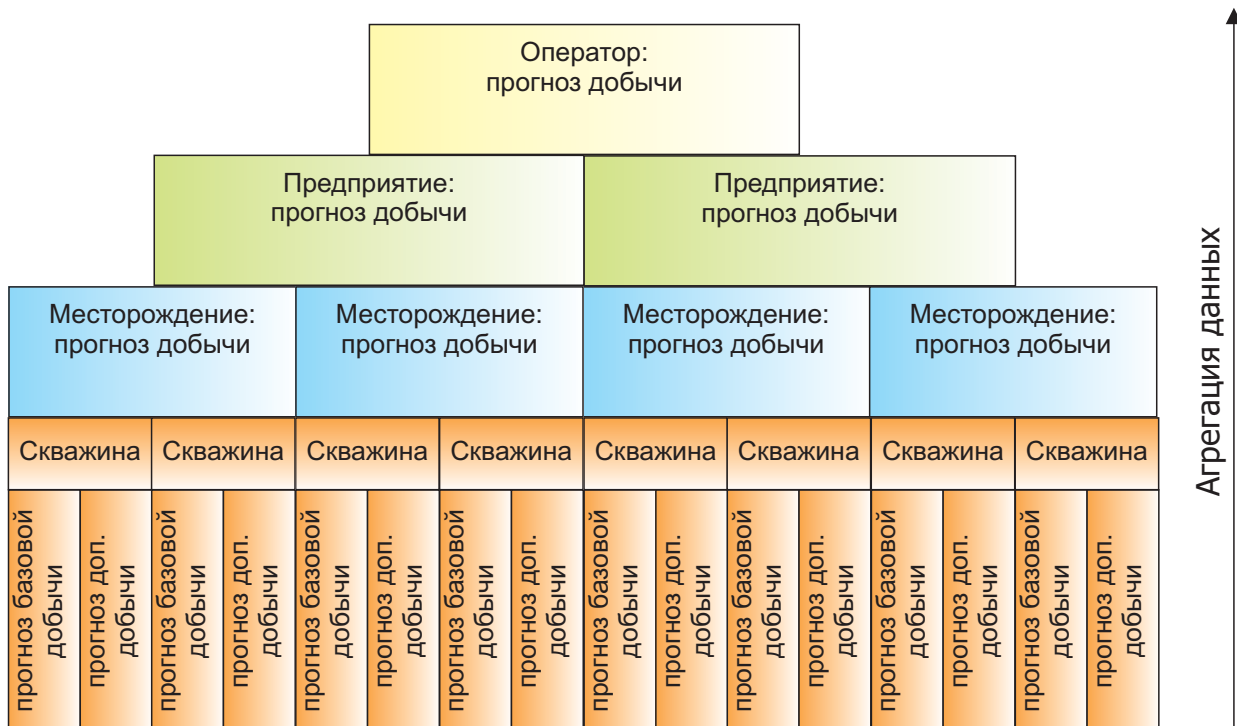 Оператор:
прогноз добычи
Предприятие:
прогноз добычи
Предприятие:
прогноз добычи
Месторождение:
прогноз добычи
Месторождение:
прогноз добычи
Месторождение:
прогноз добычи
Месторождение:
прогноз добычи
Скважина
Скважина
Скважина
Скважина
Скважина
Скважина
Скважина
Скважина
прогноз базовой
добычи
прогноз доп.
добычи
прогноз базовой
добычи
прогноз доп.
добычи
прогноз базовой
добычи
прогноз доп.
добычи
прогноз базовой
добычи
прогноз доп.
добычи
прогноз базовой
добычи
прогноз доп.
добычи
прогноз базовой
добычи
прогноз доп.
добычи
прогноз базовой
добычи
прогноз доп.
добычи
прогноз базовой
добычи
прогноз доп.
добычи
Агрегация данных